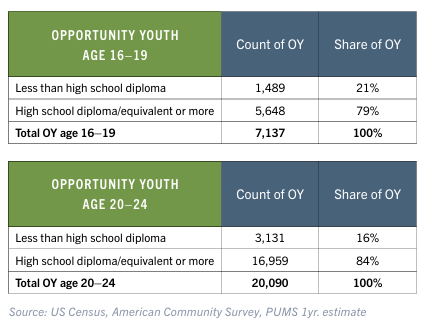 OPPORTUNITY YOUTH
AGE 16–19
Count of OY
Share of OY
Less than high school diploma 1,489 21%
High school diploma/equivalent or more 5,648 79%
Total OY age 16–19 7,137 100%
OPPORTUNITY YOUTH
AGE 20–24
Count of OY
Share of OY
Less than high school diploma 3,131 16%
High school diploma/equivalent or more 16,959 84%
Total OY age 20–24 20,090 100%
Source: US Census, American Community Survey, PUMS 1yr. estimate